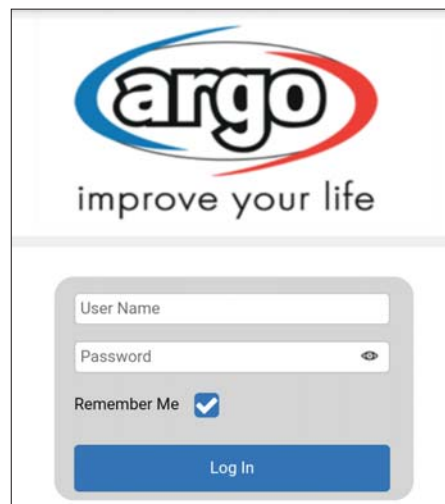 argo
improve your life
User Name
Password
Remember Me
Log In